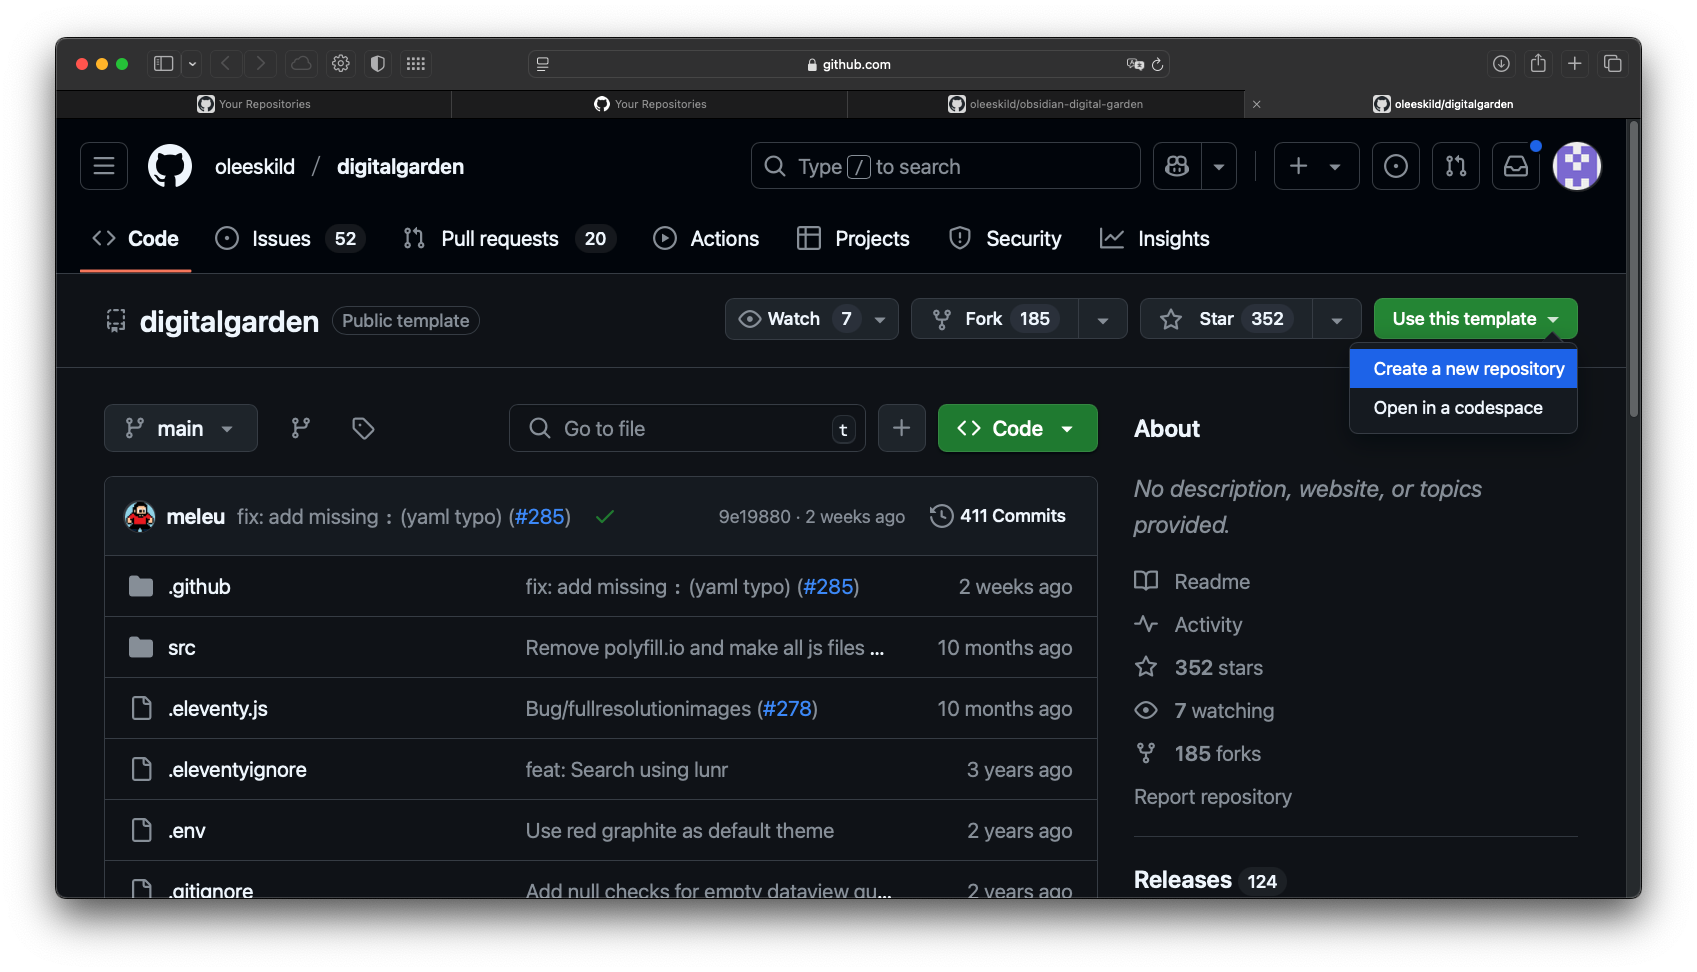 github.com
Your Repositories
Your Repositories
oleeskild/obsidian-digital-garden
oleeskild/digitalgarden
oleeskild / digitalgarden
Type / to search
Code
Issues 52
Pull requests 20
Actions
Projects
Security
Insights
digitalgarden Public template
Watch 7
Fork 185
Star 352
Use this template
Create a new repository
Open in a codespace
main
Go to file t
Code
meleu fix: add missing : (yaml typo) (#285) 9e19880 · 2 weeks ago 411 Commits
.github fix: add missing : (yaml typo) (#285) 2 weeks ago
src Remove polyfill.io and make all js files ... 10 months ago
.eleventy.js Bug/fullresolutionimages (#278) 10 months ago
.eleventyignore feat: Search using lunr 3 years ago
.env Use red graphite as default theme 2 years ago
.gitignore Add null checks for empty dataview qu... 2 years ago
About
No description, website, or topics
provided.
Readme
Activity
352 stars
7 watching
185 forks
Report repository
Releases 124